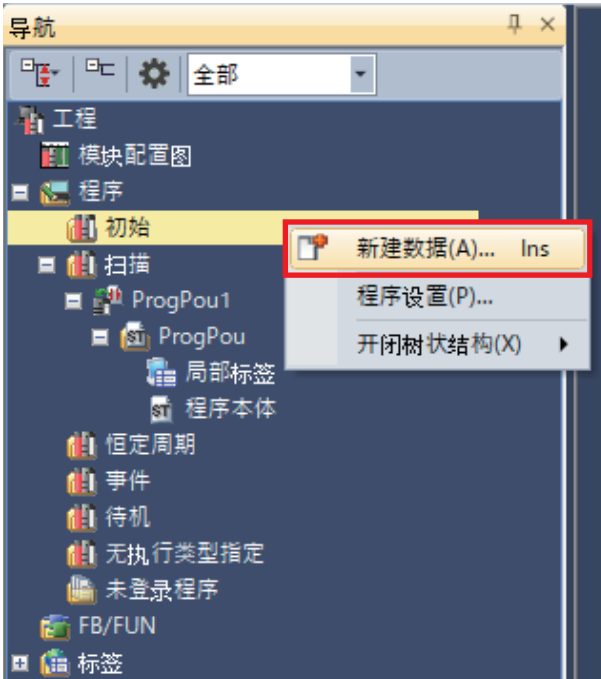 导航
全部
工程
模块配置图
程序
初始
新建数据(A)... Ins
扫描
程序设置(P)...
ProgPou1
开闭树状结构(X)
ProgPou
局部标签
ST 程序本体
恒定周期
事件
待机
无执行类型指定
未登录程序
FB/FUN
标签